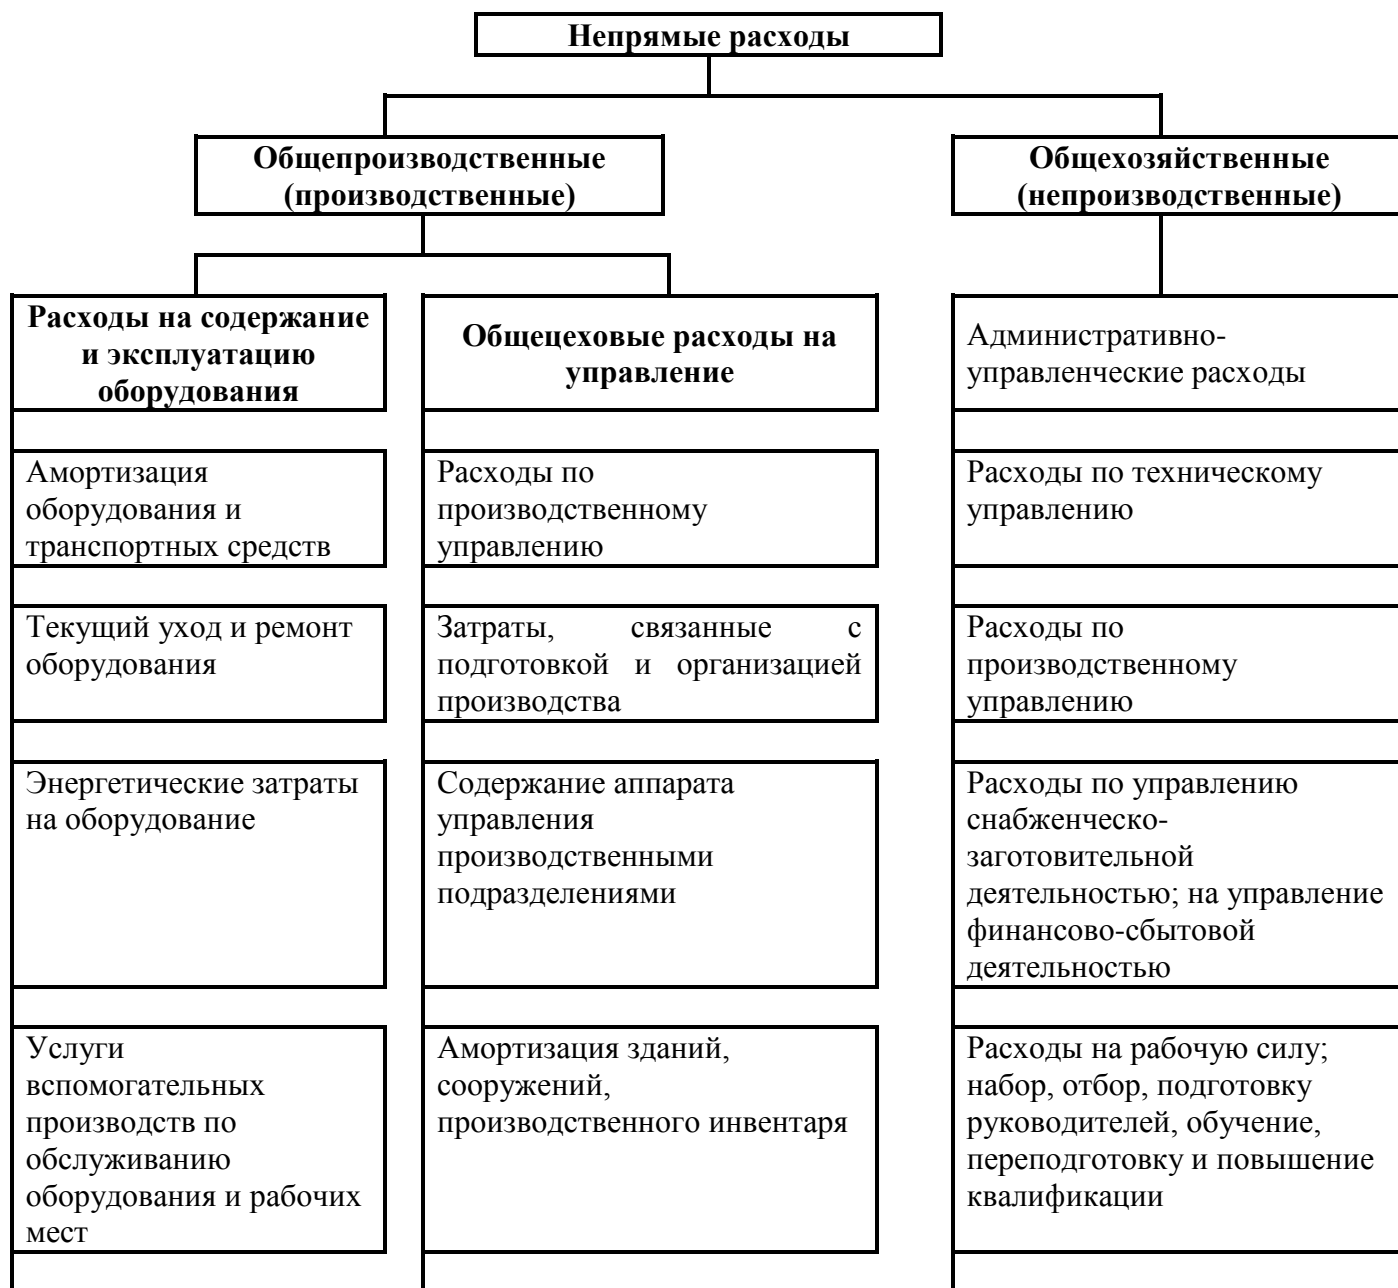 Непрямые расходы
Общепроизводственные
(производственные)
Общехозяйственные
(непроизводственные)
Расходы на содержание
и эксплуатацию
оборудования
Общецеховые расходы на
управление
Административно-
управленческие расходы
Амортизация
оборудования и
транспортных средств
Расходы по
производственному
управлению
Расходы по техническому
управлению
Текущий уход и ремонт
оборудования
Затраты, связанные с
подготовкой и организацией
производства
Расходы по
производственному
управлению
Энергетические затраты
на оборудование
Содержание аппарата
управления
производственными
подразделениями
Расходы по управлению
снабженческо-
заготовительной
деятельностью; на управление
финансово-сбытовой
деятельностью
Услуги
вспомогательных
производств по
обслуживанию
оборудования и рабочих
мест
Амортизация зданий,
сооружений,
производственного инвентаря
Расходы на рабочую силу;
набор, отбор, подготовку
руководителей, обучение,
переподготовку и повышение
квалификации